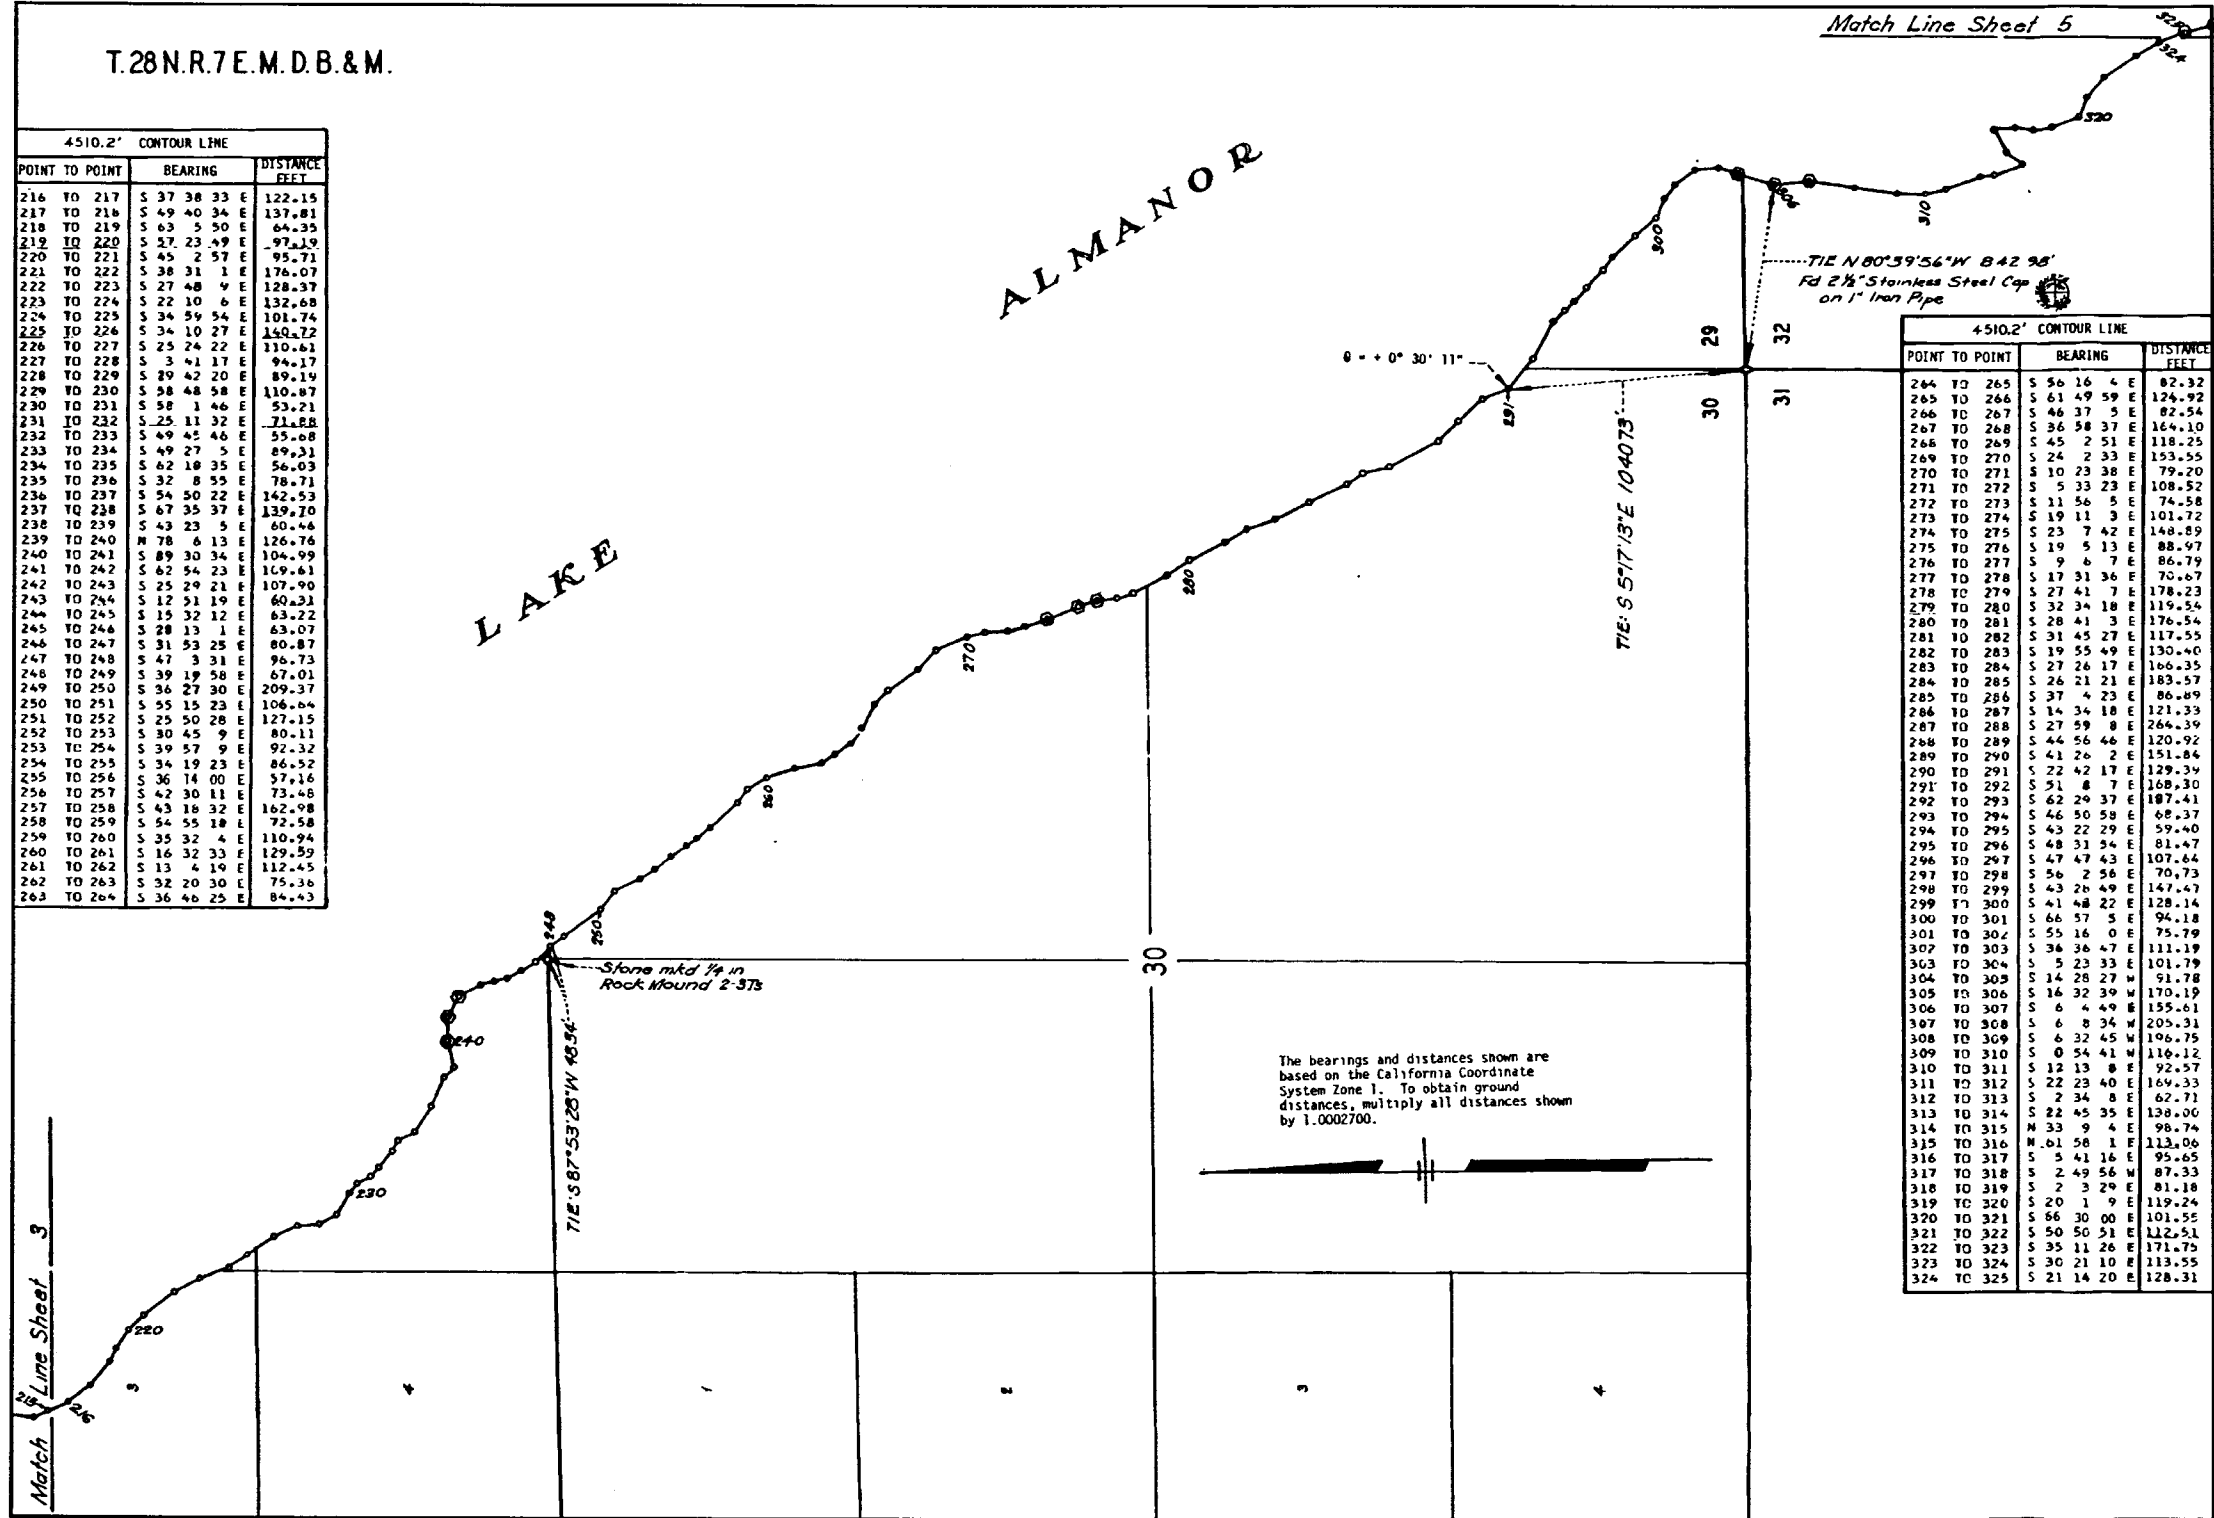 Match Line Sheet 5
T.28N.R.7E.M.D.B.&M.
325
324
320
310
306
300
4510.2' CONTOUR LINE
POINT TO POINT BEARING DISTANCE FEET
216 TO 217 S 37 38 33 E 122.15
217 TO 218 S 49 40 34 E 137.81
218 TO 219 S 63 5 50 E 64.35
219 TO 220 S 57 23 49 E 97.19
220 TO 221 S 45 2 57 E 95.71
221 TO 222 S 38 31 1 E 176.07
222 TO 223 S 27 48 9 E 128.37
223 TO 224 S 22 10 6 E 132.68
224 TO 225 S 34 59 54 E 101.74
225 TO 226 S 34 10 27 E 140.72
226 TO 227 S 25 24 22 E 110.61
227 TO 228 S 3 41 17 E 94.17
228 TO 229 S 29 42 20 E 89.19
229 TO 230 S 58 48 58 E 110.87
230 TO 231 S 58 1 46 E 53.21
231 TO 232 S 25 11 32 E 71.88
232 TO 233 S 49 45 46 E 55.68
233 TO 234 S 49 27 5 E 89.31
234 TO 235 S 62 18 35 E 56.03
235 TO 236 S 32 8 55 E 78.71
236 TO 237 S 54 50 22 E 142.53
237 TO 238 S 67 35 37 E 139.70
238 TO 239 S 43 23 5 E 60.46
239 TO 240 N 78 6 13 E 126.76
240 TO 241 S 89 30 34 E 104.99
241 TO 242 S 62 54 23 E 109.61
242 TO 243 S 25 29 21 E 107.90
243 TO 244 S 12 51 19 E 60.31
244 TO 245 S 15 32 12 E 63.22
245 TO 246 S 28 13 1 E 63.07
246 TO 247 S 31 53 25 E 80.87
247 TO 248 S 47 3 31 E 96.73
248 TO 249 S 39 19 58 E 67.01
249 TO 250 S 36 27 30 E 209.37
250 TO 251 S 55 15 23 E 106.64
251 TO 252 S 25 50 28 E 127.15
252 TO 253 S 30 45 9 E 80.11
253 TO 254 S 39 57 9 E 92.32
254 TO 255 S 34 19 23 E 86.52
255 TO 256 S 36 14 00 E 57.16
256 TO 257 S 42 30 11 E 73.48
257 TO 258 S 43 18 32 E 162.98
258 TO 259 S 54 55 18 E 72.58
259 TO 260 S 35 32 4 E 110.94
260 TO 261 S 16 32 33 E 129.59
261 TO 262 S 13 4 19 E 112.45
262 TO 263 S 32 20 30 E 75.36
263 TO 264 S 36 46 25 E 84.43
LAKE ALMANOR
TIE N 80°39'56"W 842 98'
Fd 2½" Stainless Steel Cap
on 1" Iron Pipe
29 32
30 31
θ = + 0° 30' 11"
291
TIE: S 5°17'13"E 1040.73'
4510.2' CONTOUR LINE
POINT TO POINT BEARING DISTANCE FEET
264 TO 265 S 56 16 4 E 82.32
265 TO 266 S 61 49 59 E 124.92
266 TO 267 S 46 37 5 E 82.54
267 TO 268 S 36 58 37 E 164.10
268 TO 269 S 45 2 51 E 118.25
269 TO 270 S 24 2 33 E 153.55
270 TO 271 S 10 23 38 E 79.20
271 TO 272 S 5 33 23 E 108.52
272 TO 273 S 11 56 5 E 74.58
273 TO 274 S 19 11 3 E 101.72
274 TO 275 S 23 7 42 E 148.89
275 TO 276 S 19 5 13 E 88.97
276 TO 277 S 9 6 7 E 86.79
277 TO 278 S 17 31 36 E 70.67
278 TO 279 S 27 41 7 E 178.23
279 TO 280 S 32 34 18 E 119.54
280 TO 281 S 28 41 3 E 176.54
281 TO 282 S 31 45 27 E 117.55
282 TO 283 S 19 55 49 E 130.40
283 TO 284 S 27 26 17 E 166.35
284 TO 285 S 26 21 21 E 183.57
285 TO 286 S 37 4 23 E 86.89
286 TO 287 S 14 34 18 E 121.33
287 TO 288 S 27 59 8 E 264.39
288 TO 289 S 44 56 46 E 120.92
289 TO 290 S 41 26 2 E 151.84
290 TO 291 S 22 42 17 E 129.39
291 TO 292 S 51 8 7 E 168.30
292 TO 293 S 62 29 37 E 187.41
293 TO 294 S 46 50 58 E 68.37
294 TO 295 S 43 22 29 E 59.40
295 TO 296 S 48 31 54 E 81.47
296 TO 297 S 47 47 43 E 107.64
297 TO 298 S 56 2 56 E 70.73
298 TO 299 S 43 26 49 E 147.47
299 TO 300 S 41 48 22 E 128.14
300 TO 301 S 66 57 5 E 94.18
301 TO 302 S 55 16 0 E 75.79
302 TO 303 S 36 36 47 E 111.19
303 TO 304 S 5 23 33 E 101.79
304 TO 305 S 14 28 27 W 91.78
305 TO 306 S 16 32 39 W 170.19
306 TO 307 S 6 4 49 E 155.61
307 TO 308 S 6 8 34 W 205.31
308 TO 309 S 6 32 45 W 196.75
309 TO 310 S 0 54 41 W 116.12
310 TO 311 S 12 13 8 E 92.57
311 TO 312 S 22 23 40 E 169.33
312 TO 313 S 2 34 8 E 62.71
313 TO 314 S 22 45 35 E 138.00
314 TO 315 N 33 9 4 E 98.74
315 TO 316 N 61 58 1 E 113.06
316 TO 317 S 5 41 16 E 95.65
317 TO 318 S 2 49 56 W 87.33
318 TO 319 S 2 3 29 E 81.18
319 TO 320 S 20 1 9 E 119.24
320 TO 321 S 66 30 00 E 101.55
321 TO 322 S 50 50 51 E 112.51
322 TO 323 S 35 11 26 E 171.75
323 TO 324 S 30 21 10 E 113.55
324 TO 325 S 21 14 20 E 128.31
280
270
260
250
248
Stone mkd ¼ in
Rock Mound 2-3Ts
30
240
TIE: S 87°53'28"W 48.34'
The bearings and distances shown are
based on the California Coordinate
System Zone 1. To obtain ground
distances, multiply all distances shown
by 1.0002700.
230
220
216
215
Match Line Sheet 3
3 4 1 2 3 4